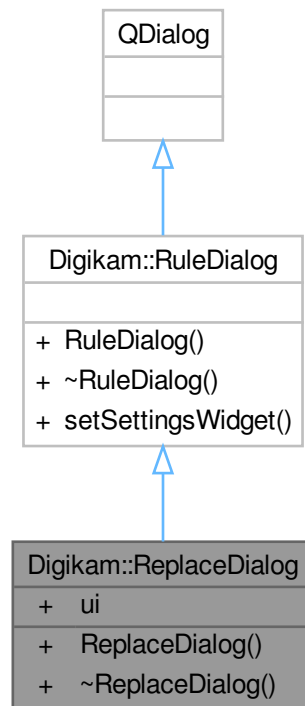 QDialog
Digikam::RuleDialog
+ RuleDialog()
+ ~RuleDialog()
+ setSettingsWidget()
Digikam::ReplaceDialog
+ ui
+ ReplaceDialog()
+ ~ReplaceDialog()